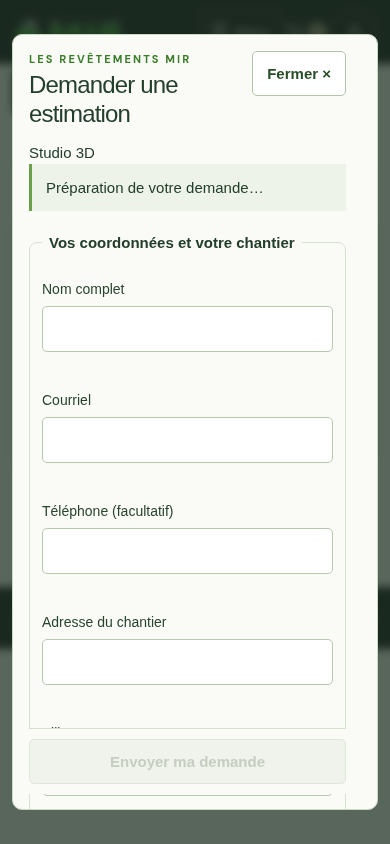 LES REVÊTEMENTS MIR
Demander une
estimation
Fermer ×
Studio 3D
Préparation de votre demande…
Vos coordonnées et votre chantier
Nom complet
Courriel
Téléphone (facultatif)
Adresse du chantier
Envoyer ma demande